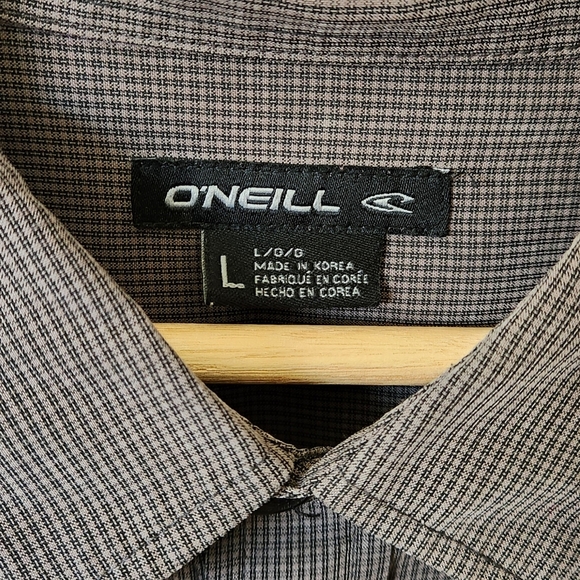 O'NEILL
L
L/G/G
MADE IN KOREA
FABRIQUÉ EN CORÉE
HECHO EN COREA